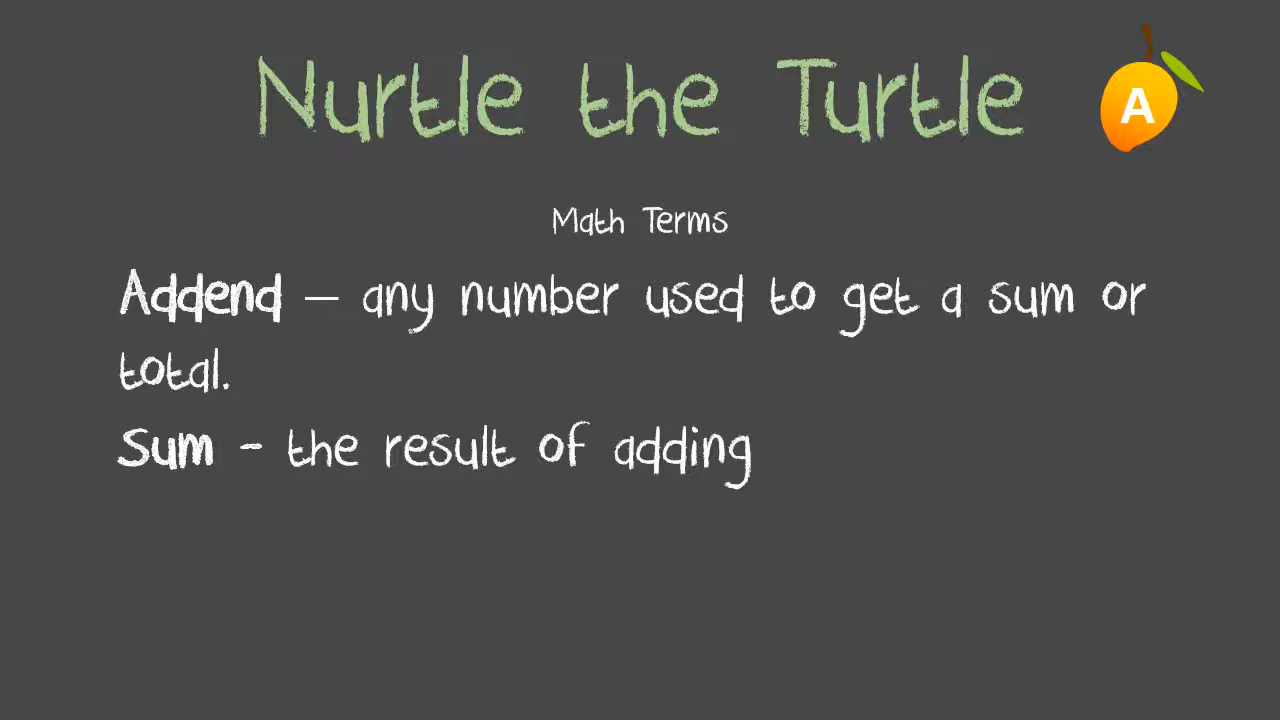 Nurtle the Turtle
A
Math Terms
Addend – any number used to get a sum or
total.
Sum - the result of adding